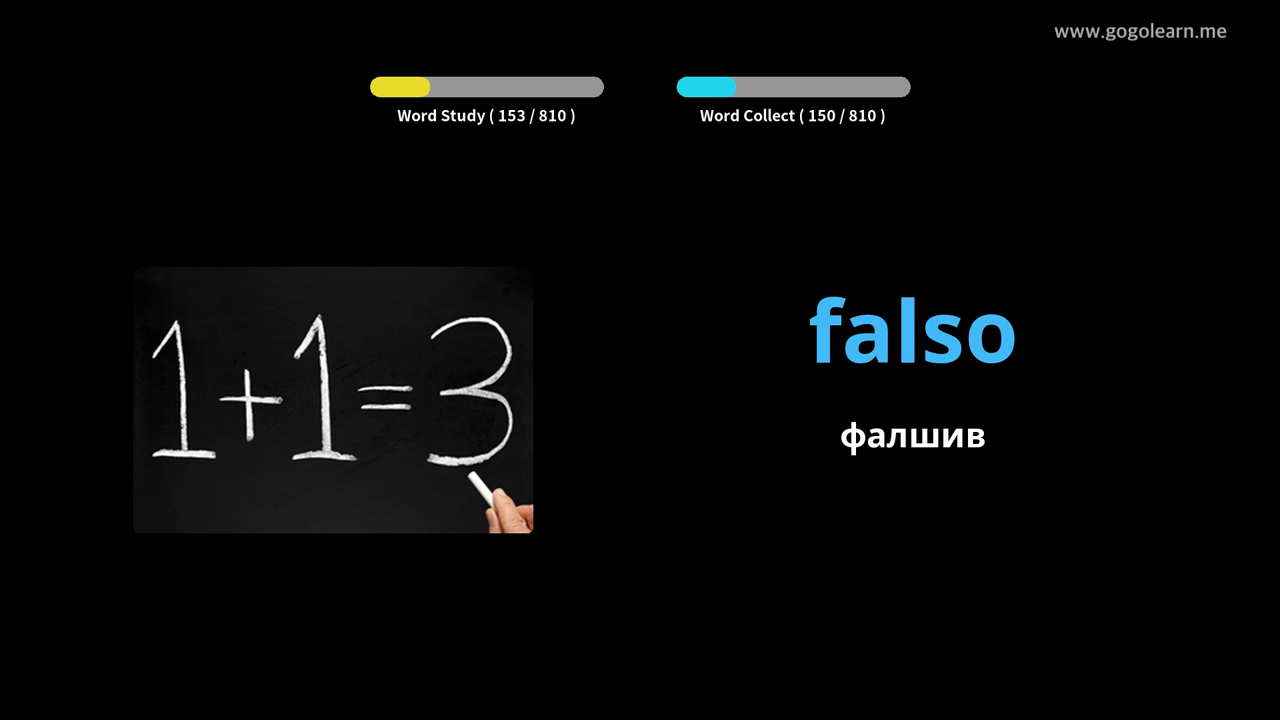 www.gogolearn.me
Word Study ( 153 / 810 )
Word Collect ( 150 / 810 )
1+1=3
falso
фалшив